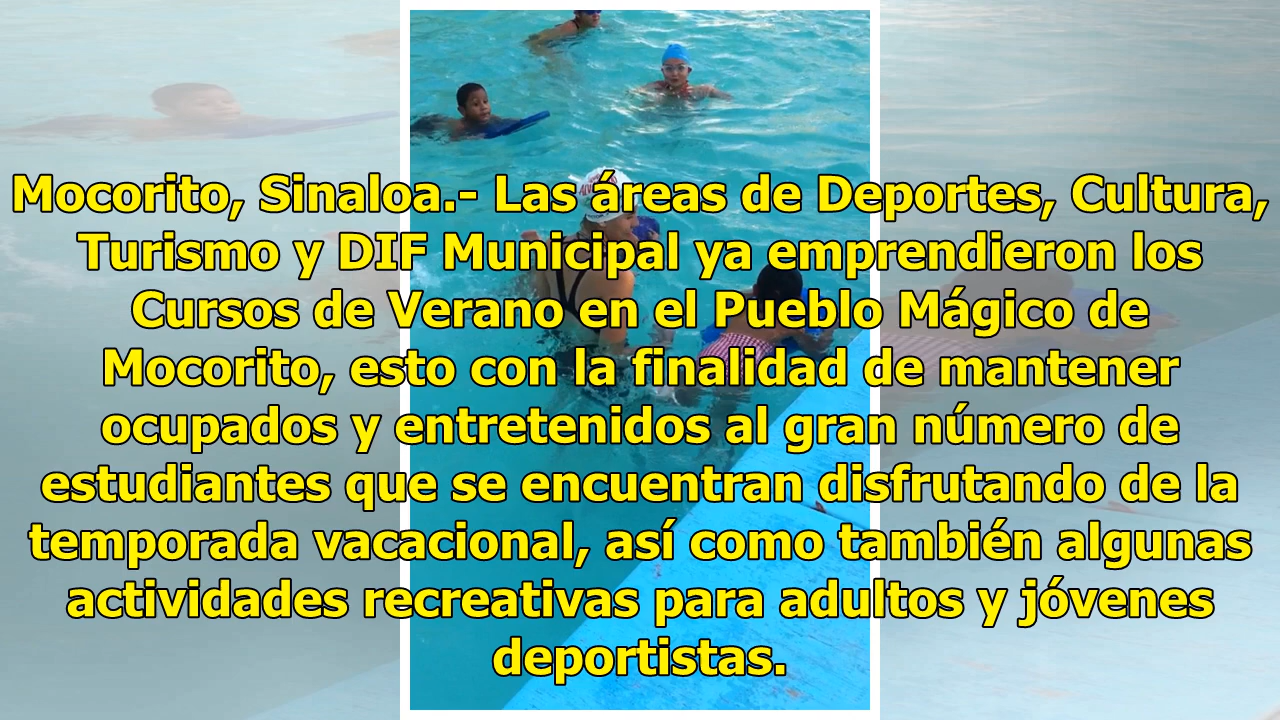 Mocorito, Sinaloa.- Las áreas de Deportes, Cultura,
Turismo y DIF Municipal ya emprendieron los
Cursos de Verano en el Pueblo Mágico de
Mocorito, esto con la finalidad de mantener
ocupados y entretenidos al gran número de
estudiantes que se encuentran disfrutando de la
temporada vacacional, así como también algunas
actividades recreativas para adultos y jóvenes
deportistas.